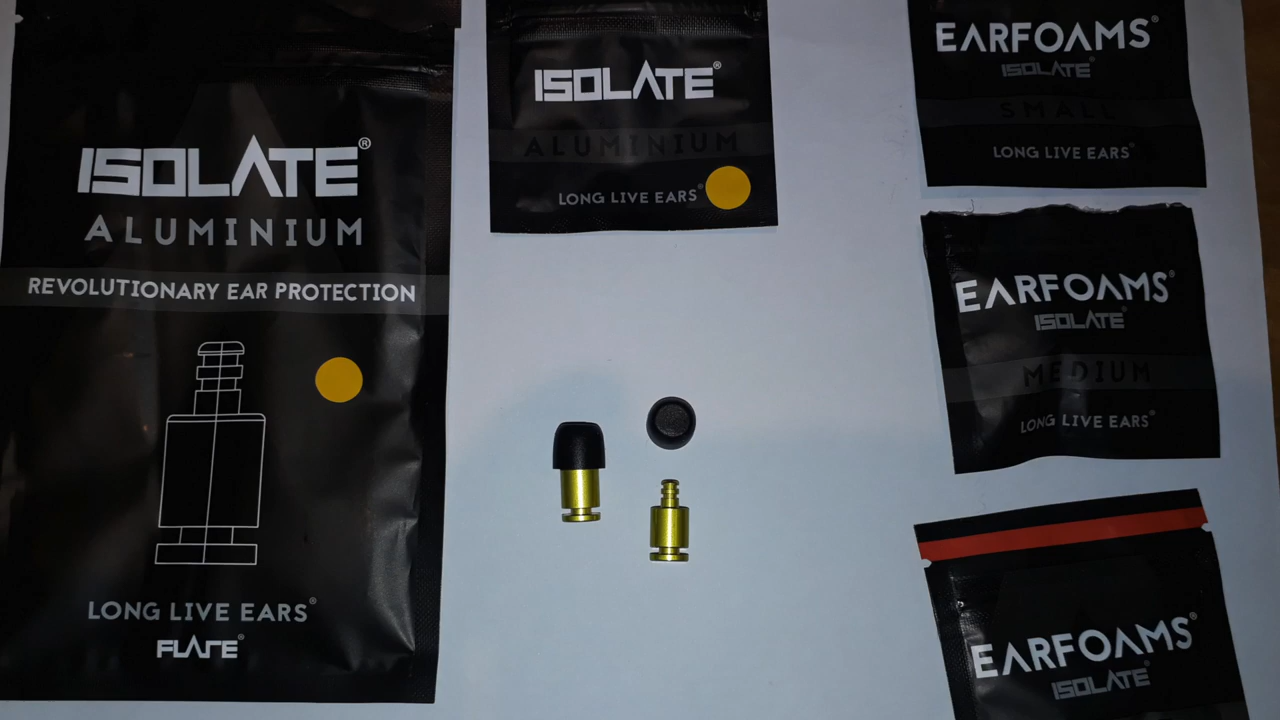 ISOLATE®
ALUMINIUM
REVOLUTIONARY EAR PROTECTION
LONG LIVE EARS®
FLARE®
ISOLATE®
ALUMINIUM
LONG LIVE EARS®
EARFOAMS®
ISOLATE®
SMALL
LONG LIVE EARS®
EARFOAMS®
ISOLATE®
MEDIUM
LONG LIVE EARS®
EARFOAMS®
ISOLATE®